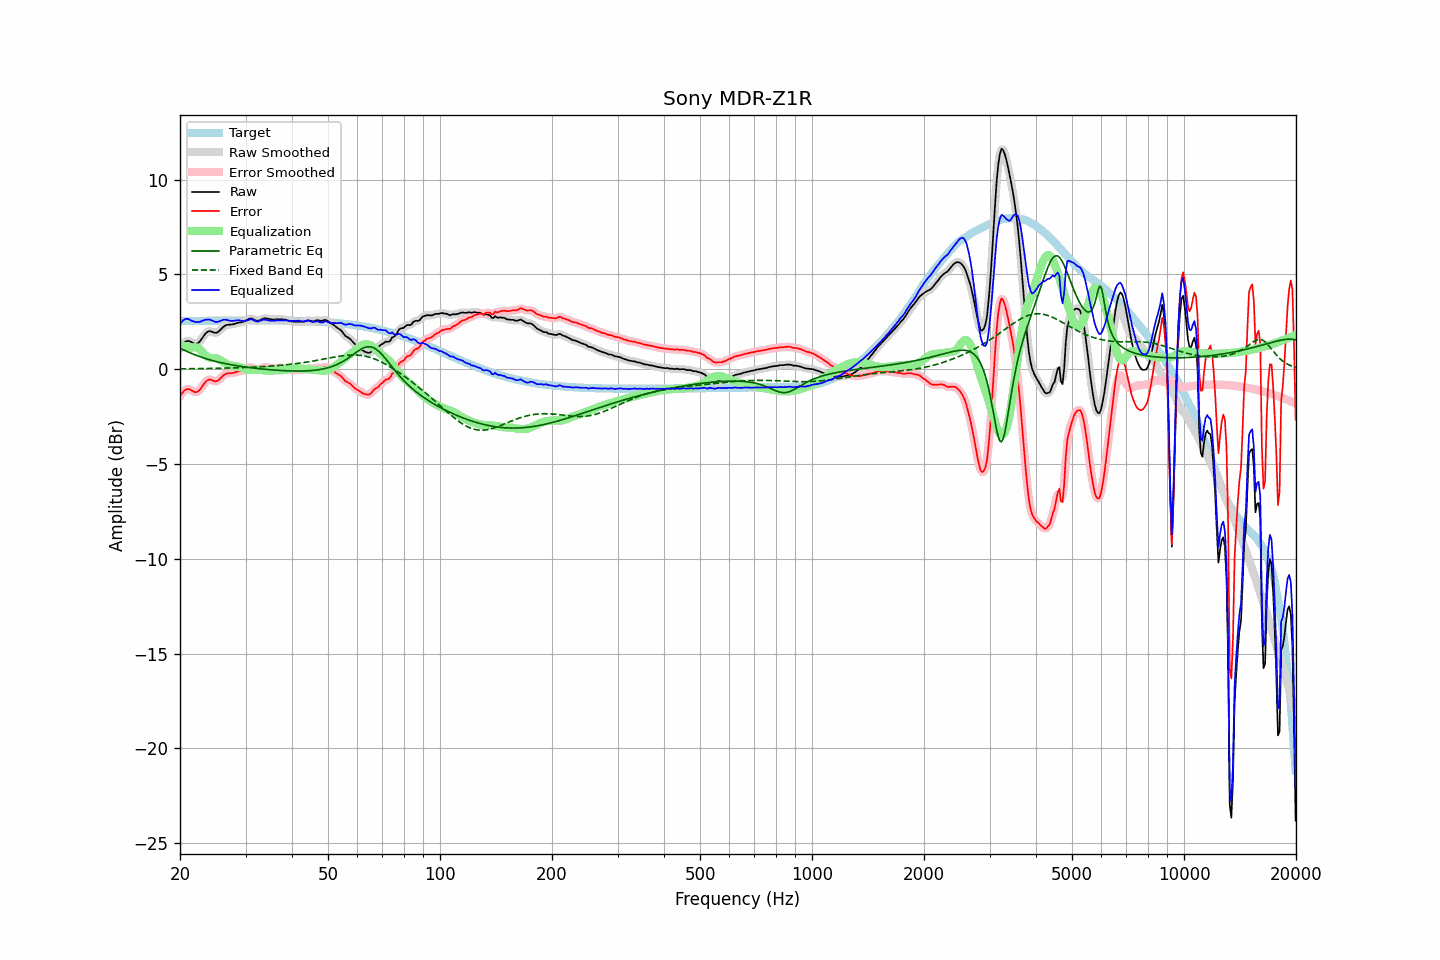 Sony MDR-Z1R
Target
Raw Smoothed
Error Smoothed
Raw
Error
Equalization
Parametric Eq
Fixed Band Eq
Equalized
Amplitude (dBr)
10
5
0
−5
−10
−15
−20
−25
20
50
100
200
500
1000
2000
5000
10000
20000
Frequency (Hz)